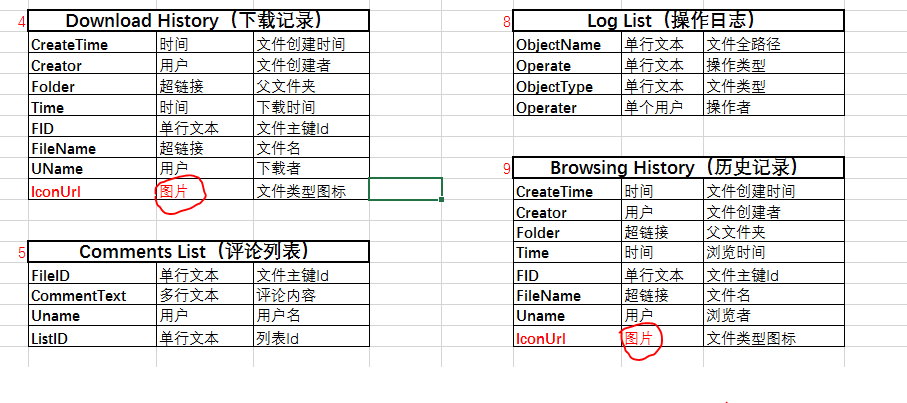 4 Download History（下载记录）
CreateTime 时间 文件创建时间
Creator 用户 文件创建者
Folder 超链接 父文件夹
Time 时间 下载时间
FID 单行文本 文件主键Id
FileName 超链接 文件名
UName 用户 下载者
IconUrl 图片 文件类型图标
5 Comments List（评论列表）
FileID 单行文本 文件主键Id
CommentText 多行文本 评论内容
Uname 用户 用户名
ListID 单行文本 列表Id
8 Log List（操作日志）
ObjectName 单行文本 文件全路径
Operate 单行文本 操作类型
ObjectType 单行文本 文件类型
Operater 单个用户 操作者
9 Browsing History（历史记录）
CreateTime 时间 文件创建时间
Creator 用户 文件创建者
Folder 超链接 父文件夹
Time 时间 浏览时间
FID 单行文本 文件主键Id
FileName 超链接 文件名
Uname 用户 浏览者
IconUrl 图片 文件类型图标